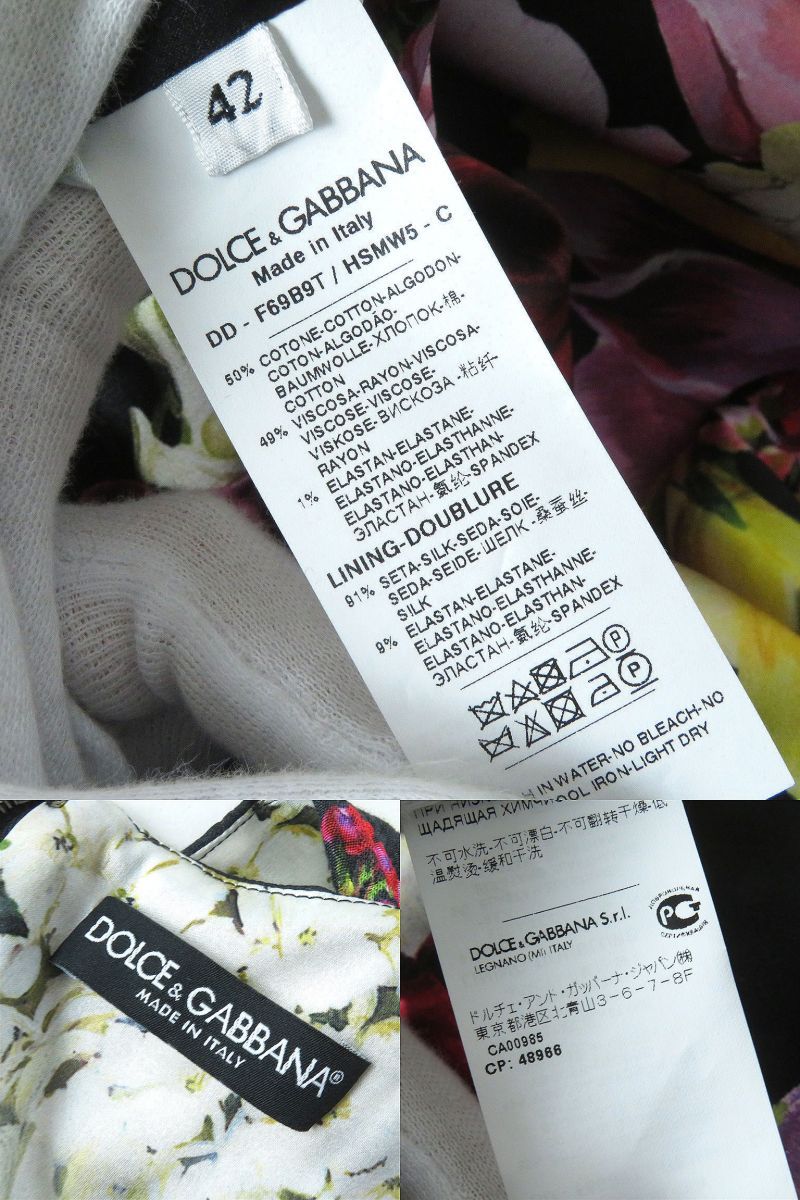 42
DOLCE & GABBANA
Made in Italy
DD - F69B9T / HSMW5 - C
50% COTONE-COTTON-ALGODON-
COTON-ALGODÃO-
BAUMWOLLE-ХЛОПОК-棉-
COTTON
49% VISCOSA-RAYON-VISCOSA-
VISCOSE-VISCOSE-
VISKOSE-ВИСКОЗА-粘纤
RAYON
1% ELASTAN-ELASTANE-
ELASTANO-ELASTHANNE-
ELASTANO-ELASTHAN-
ЭЛАСТАН-氨纶-SPANDEX
LINING-DOUBLURE
91% SETA-SILK-SEDA-SOIE-
SEDA-SEIDE-ШЕЛК-桑蚕丝-
SILK
9% ELASTAN-ELASTANE-
ELASTANO-ELASTHANNE-
ELASTANO-ELASTHAN-
ЭЛАСТАН-氨纶-SPANDEX
P
P
IN WATER-NO BLEACH-NO
IRON-LIGHT DRY
DOLCE & GABBANA®
MADE IN ITALY
ЩАДЯЩАЯ
不可水洗-不可漂白-不可翻转干燥-低
温熨烫-缓和干洗
DOLCE & GABBANA S.r.l.
LEGNANO (MI) ITALY
ДОБРОВОЛЬНАЯ
РСТ
СЕРТИФИКАЦИЯ
ドルチェ・アンド・ガッバーナ・ジャパン(株)
東京都港区北青山3-6-7-8F
CA00985
CP: 48966